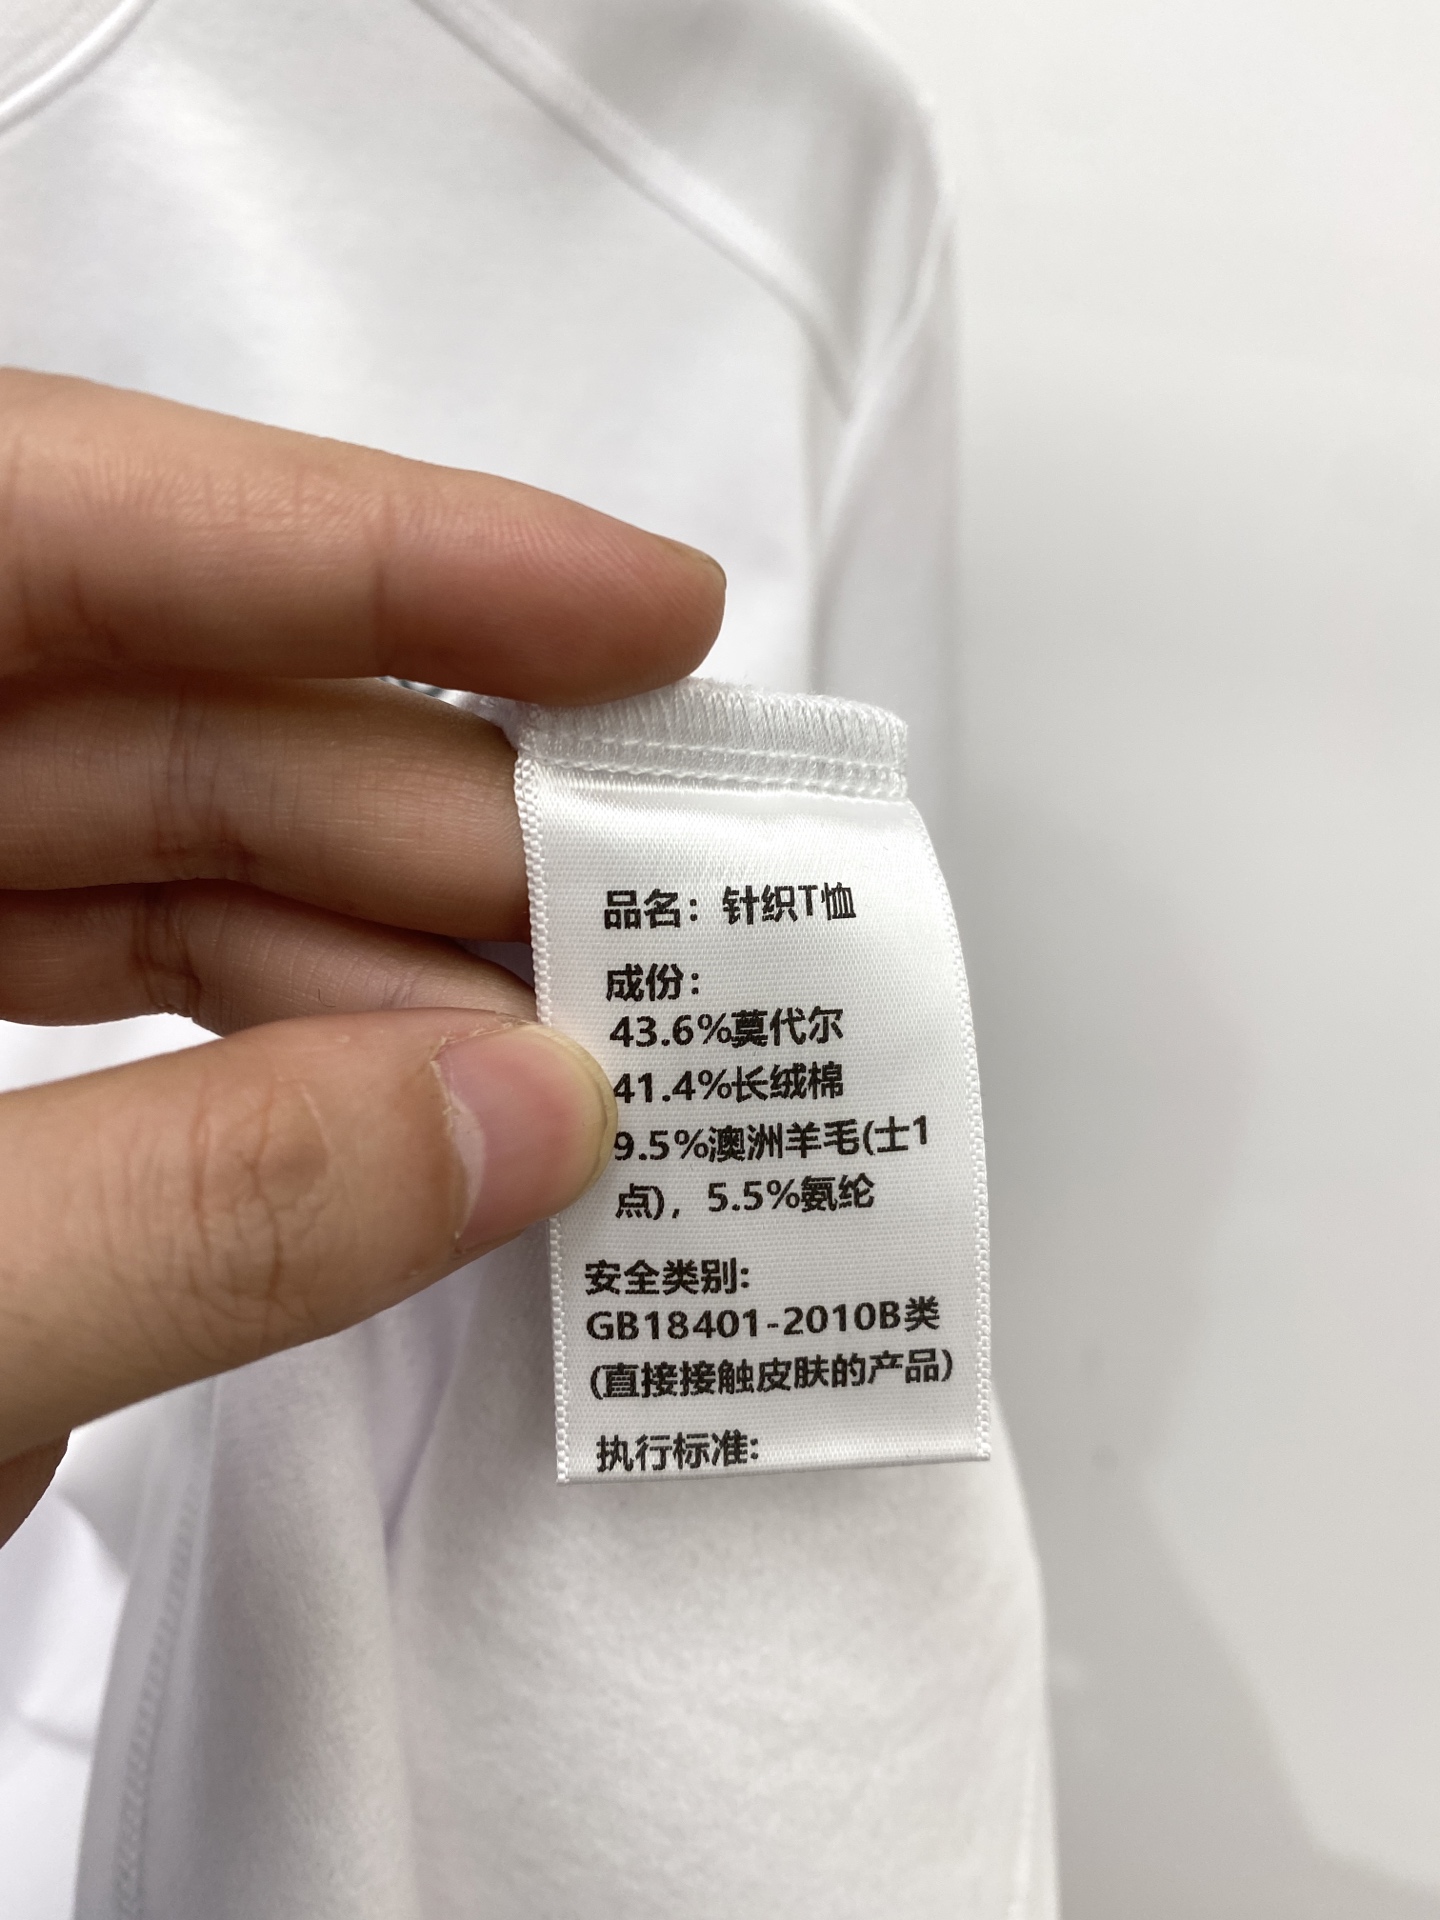 品名：针织T恤
成份：
43.6%莫代尔
41.4%长绒棉
9.5%澳洲羊毛(士1
点)，5.5%氨纶
安全类别:
GB18401-2010B类
(直接接触皮肤的产品)
执行标准: